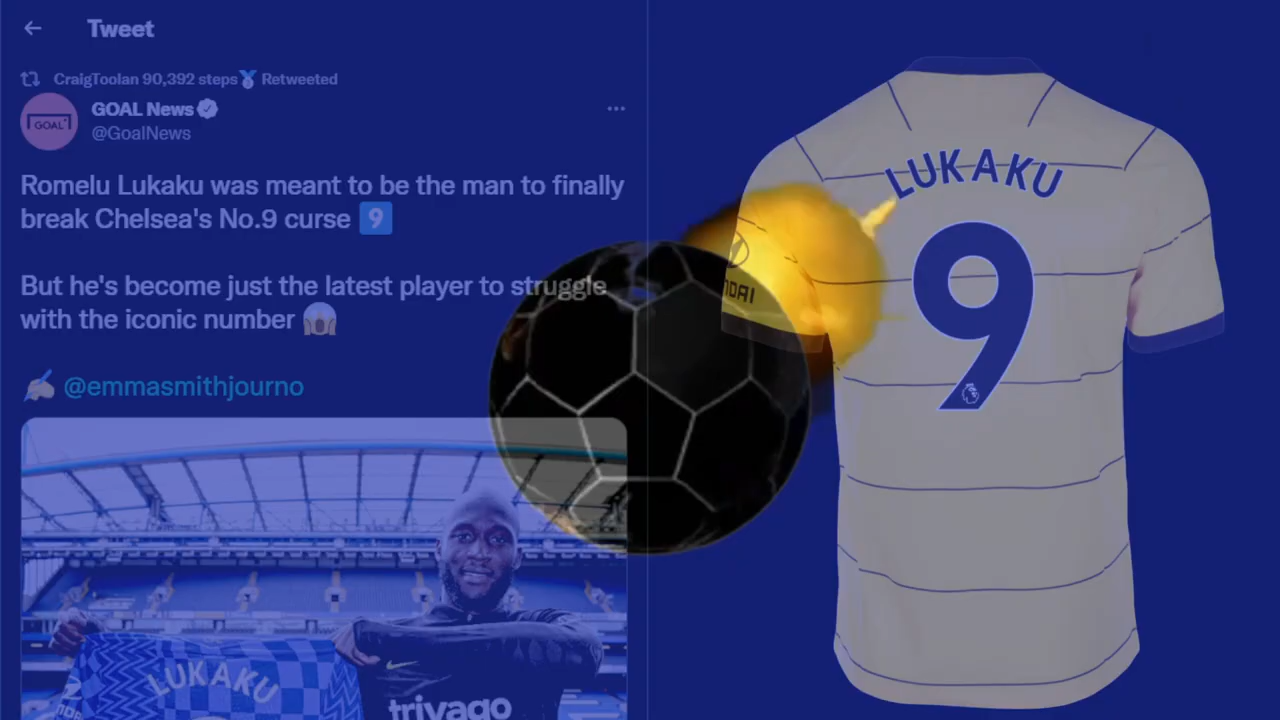 Tweet
CraigToolan 90,392 steps🥈 Retweeted
GOAL News
GOAL
@GoalNews
Romelu Lukaku was meant to be the man to finally
break Chelsea's No.9 curse 9️⃣
But he's become just the latest player to struggle
with the iconic number 😱
✍🏻 @emmasmithjourno
LUKAKU
trivago
LUKAKU
9